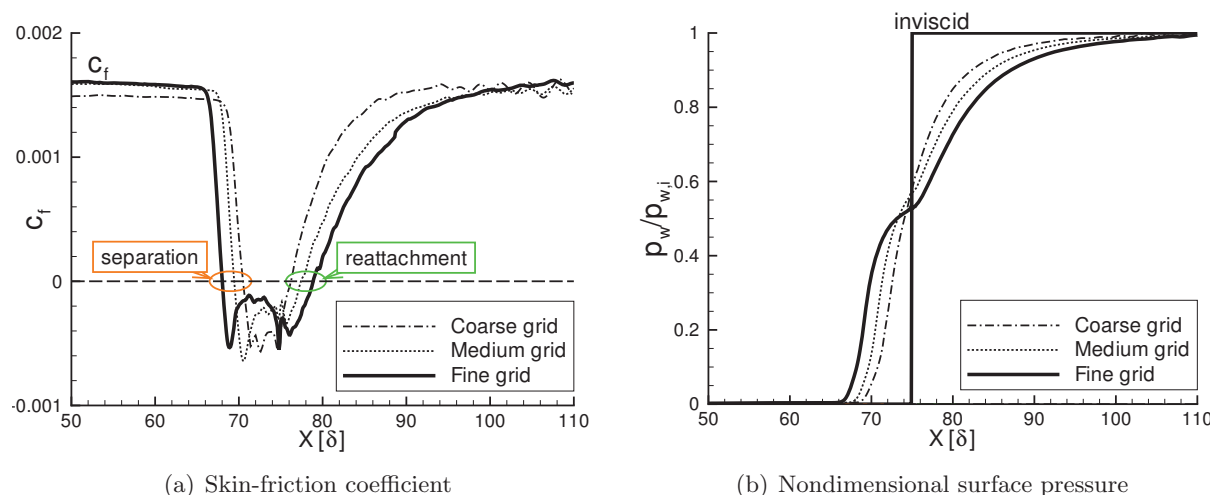 0.002
c_f
0.001
c_f
separation
reattachment
0
Coarse grid
Medium grid
Fine grid
-0.001
50 60 70 80 90 100 110
X [δ]
(a) Skin-friction coefficient
inviscid
1
0.8
p_w/p_w,i
0.6
0.4
0.2
Coarse grid
Medium grid
Fine grid
0
50 60 70 80 90 100 110
X [δ]
(b) Nondimensional surface pressure